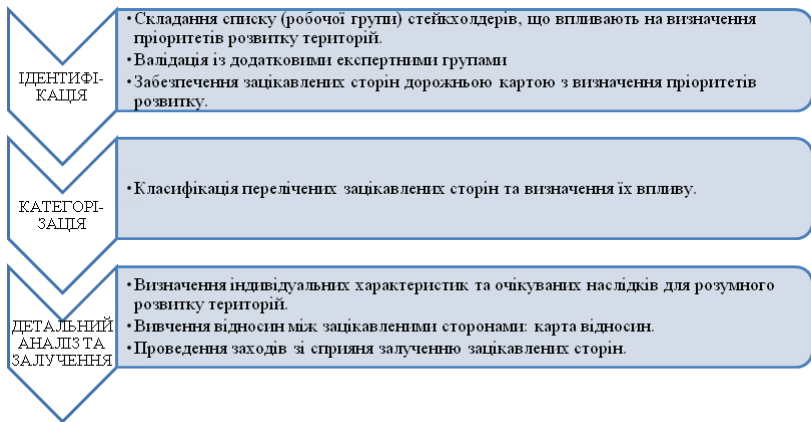 ІДЕНТИФІ-
КАЦІЯ
•Складання списку (робочої групи) стейкхолдерів, що впливають на визначення
пріоритетів розвитку територій.
•Валідація із додатковими експертними групами
•Забезпечення зацікавлених сторін дорожньою картою з визначення пріоритетів
розвитку.
КАТЕГОРІ-
ЗАЦІЯ
•Класифікація перелічених зацікавлених сторін та визначення їх впливу.
ДЕТАЛЬНИЙ
АНАЛІЗ ТА
ЗАЛУЧЕННЯ
•Визначення індивідуальних характеристик та очікуваних наслідків для розумного
розвитку територій.
•Вивчення відносин між зацікавленими сторонами: карта відносин.
•Проведення заходів зі сприяня залученню зацікавлених сторін.